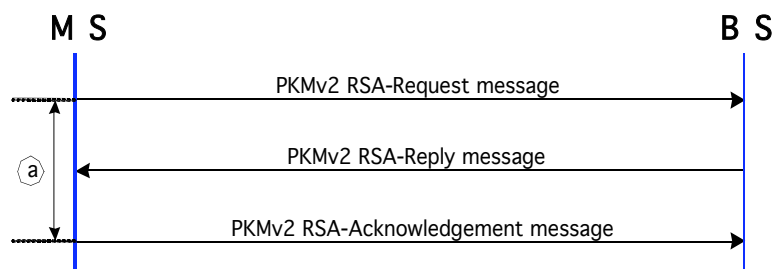 M S B S
PKMv2 RSA-Request message
PKMv2 RSA-Reply message
a
PKMv2 RSA-Acknowledgement message